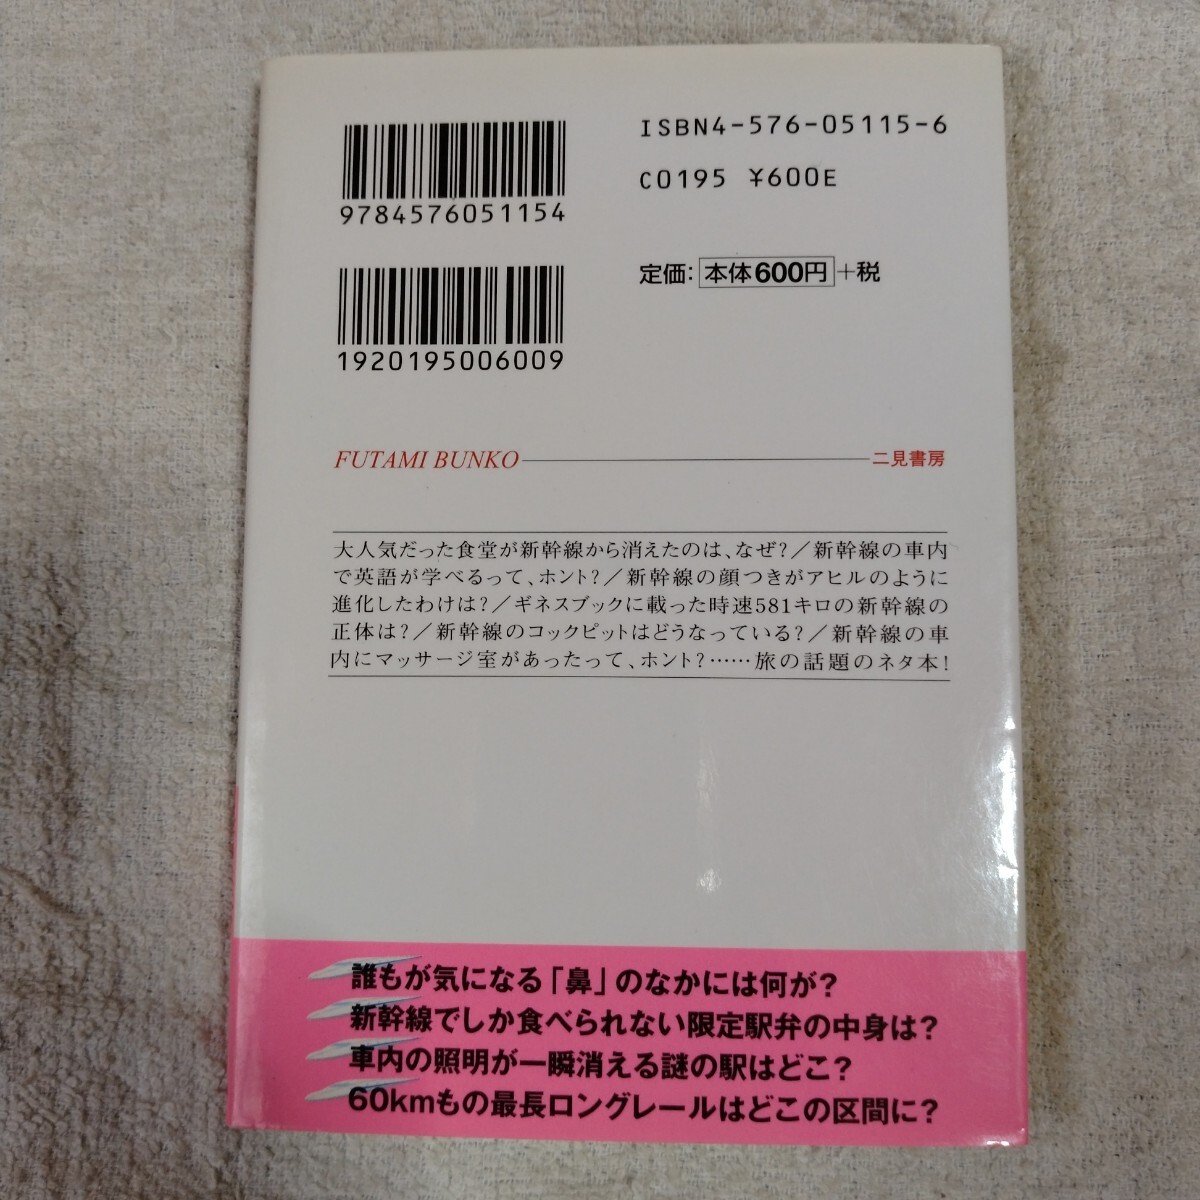 ISBN4-576-05115-6
C0195 ¥600E
9784576051154
定価：本体600円+税
1920195006009
FUTAMI BUNKO 二見書房
大人気だった食堂が新幹線から消えたのは、なぜ?／新幹線の車内
で英語が学べるって、ホント?／新幹線の顔つきがアヒルのように
進化したわけは?／ギネスブックに載った時速581キロの新幹線の
正体は?／新幹線のコックピットはどうなっている?／新幹線の車
内にマッサージ室があったって、ホント?……旅の話題のネタ本!
誰もが気になる「鼻」のなかには何が?
新幹線でしか食べられない限定駅弁の中身は?
車内の照明が一瞬消える謎の駅はどこ?
60kmもの最長ロングレールはどこの区間に?